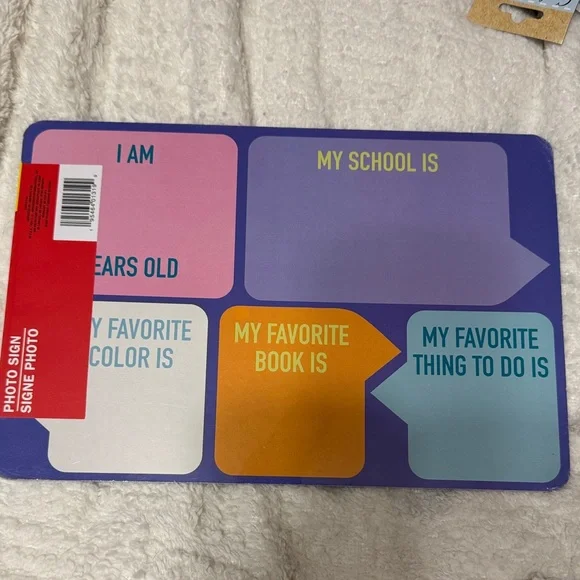 I AM
EARS OLD
MY SCHOOL IS
Y FAVORITE
COLOR IS
MY FAVORITE
BOOK IS
MY FAVORITE
THING TO DO IS
PHOTO SIGN
SIGNE PHOTO